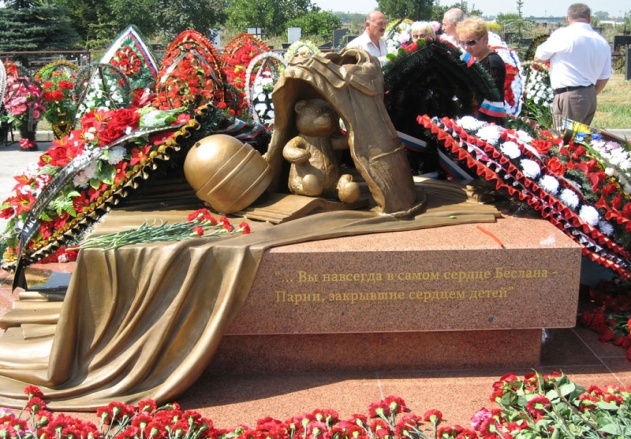 "... Вы навсегда в самом сердце Беслана -
Парни, закрывшие сердцем детей"